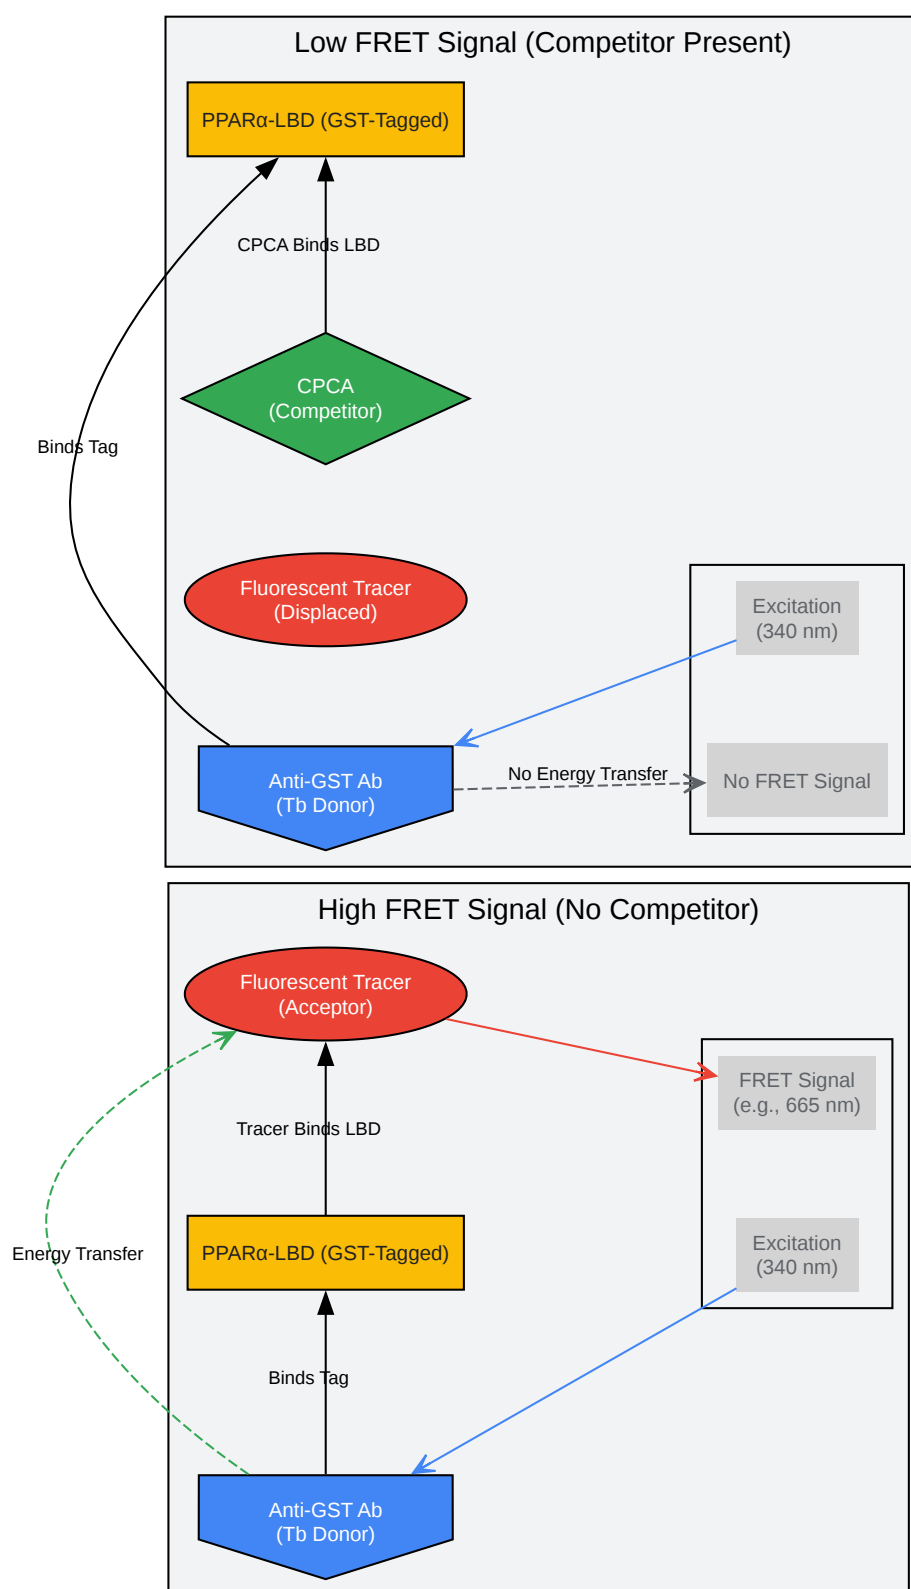 Low FRET Signal (Competitor Present)
PPARα-LBD (GST-Tagged)
CPCA Binds LBD
CPCA
(Competitor)
Binds Tag
Fluorescent Tracer
(Displaced)
Excitation
(340 nm)
Anti-GST Ab
(Tb Donor)
No Energy Transfer
No FRET Signal
High FRET Signal (No Competitor)
Fluorescent Tracer
(Acceptor)
FRET Signal
(e.g., 665 nm)
Tracer Binds LBD
Energy Transfer
PPARα-LBD (GST-Tagged)
Excitation
(340 nm)
Binds Tag
Anti-GST Ab
(Tb Donor)